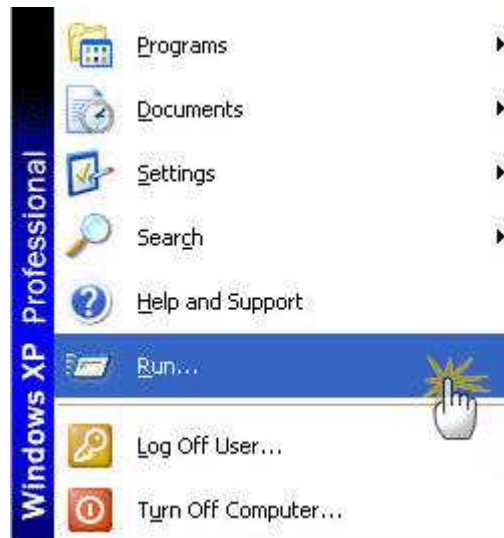 Programs
Documents
Settings
Search
Help and Support
Run...
Log Off User...
Turn Off Computer...
Windows XP Professional